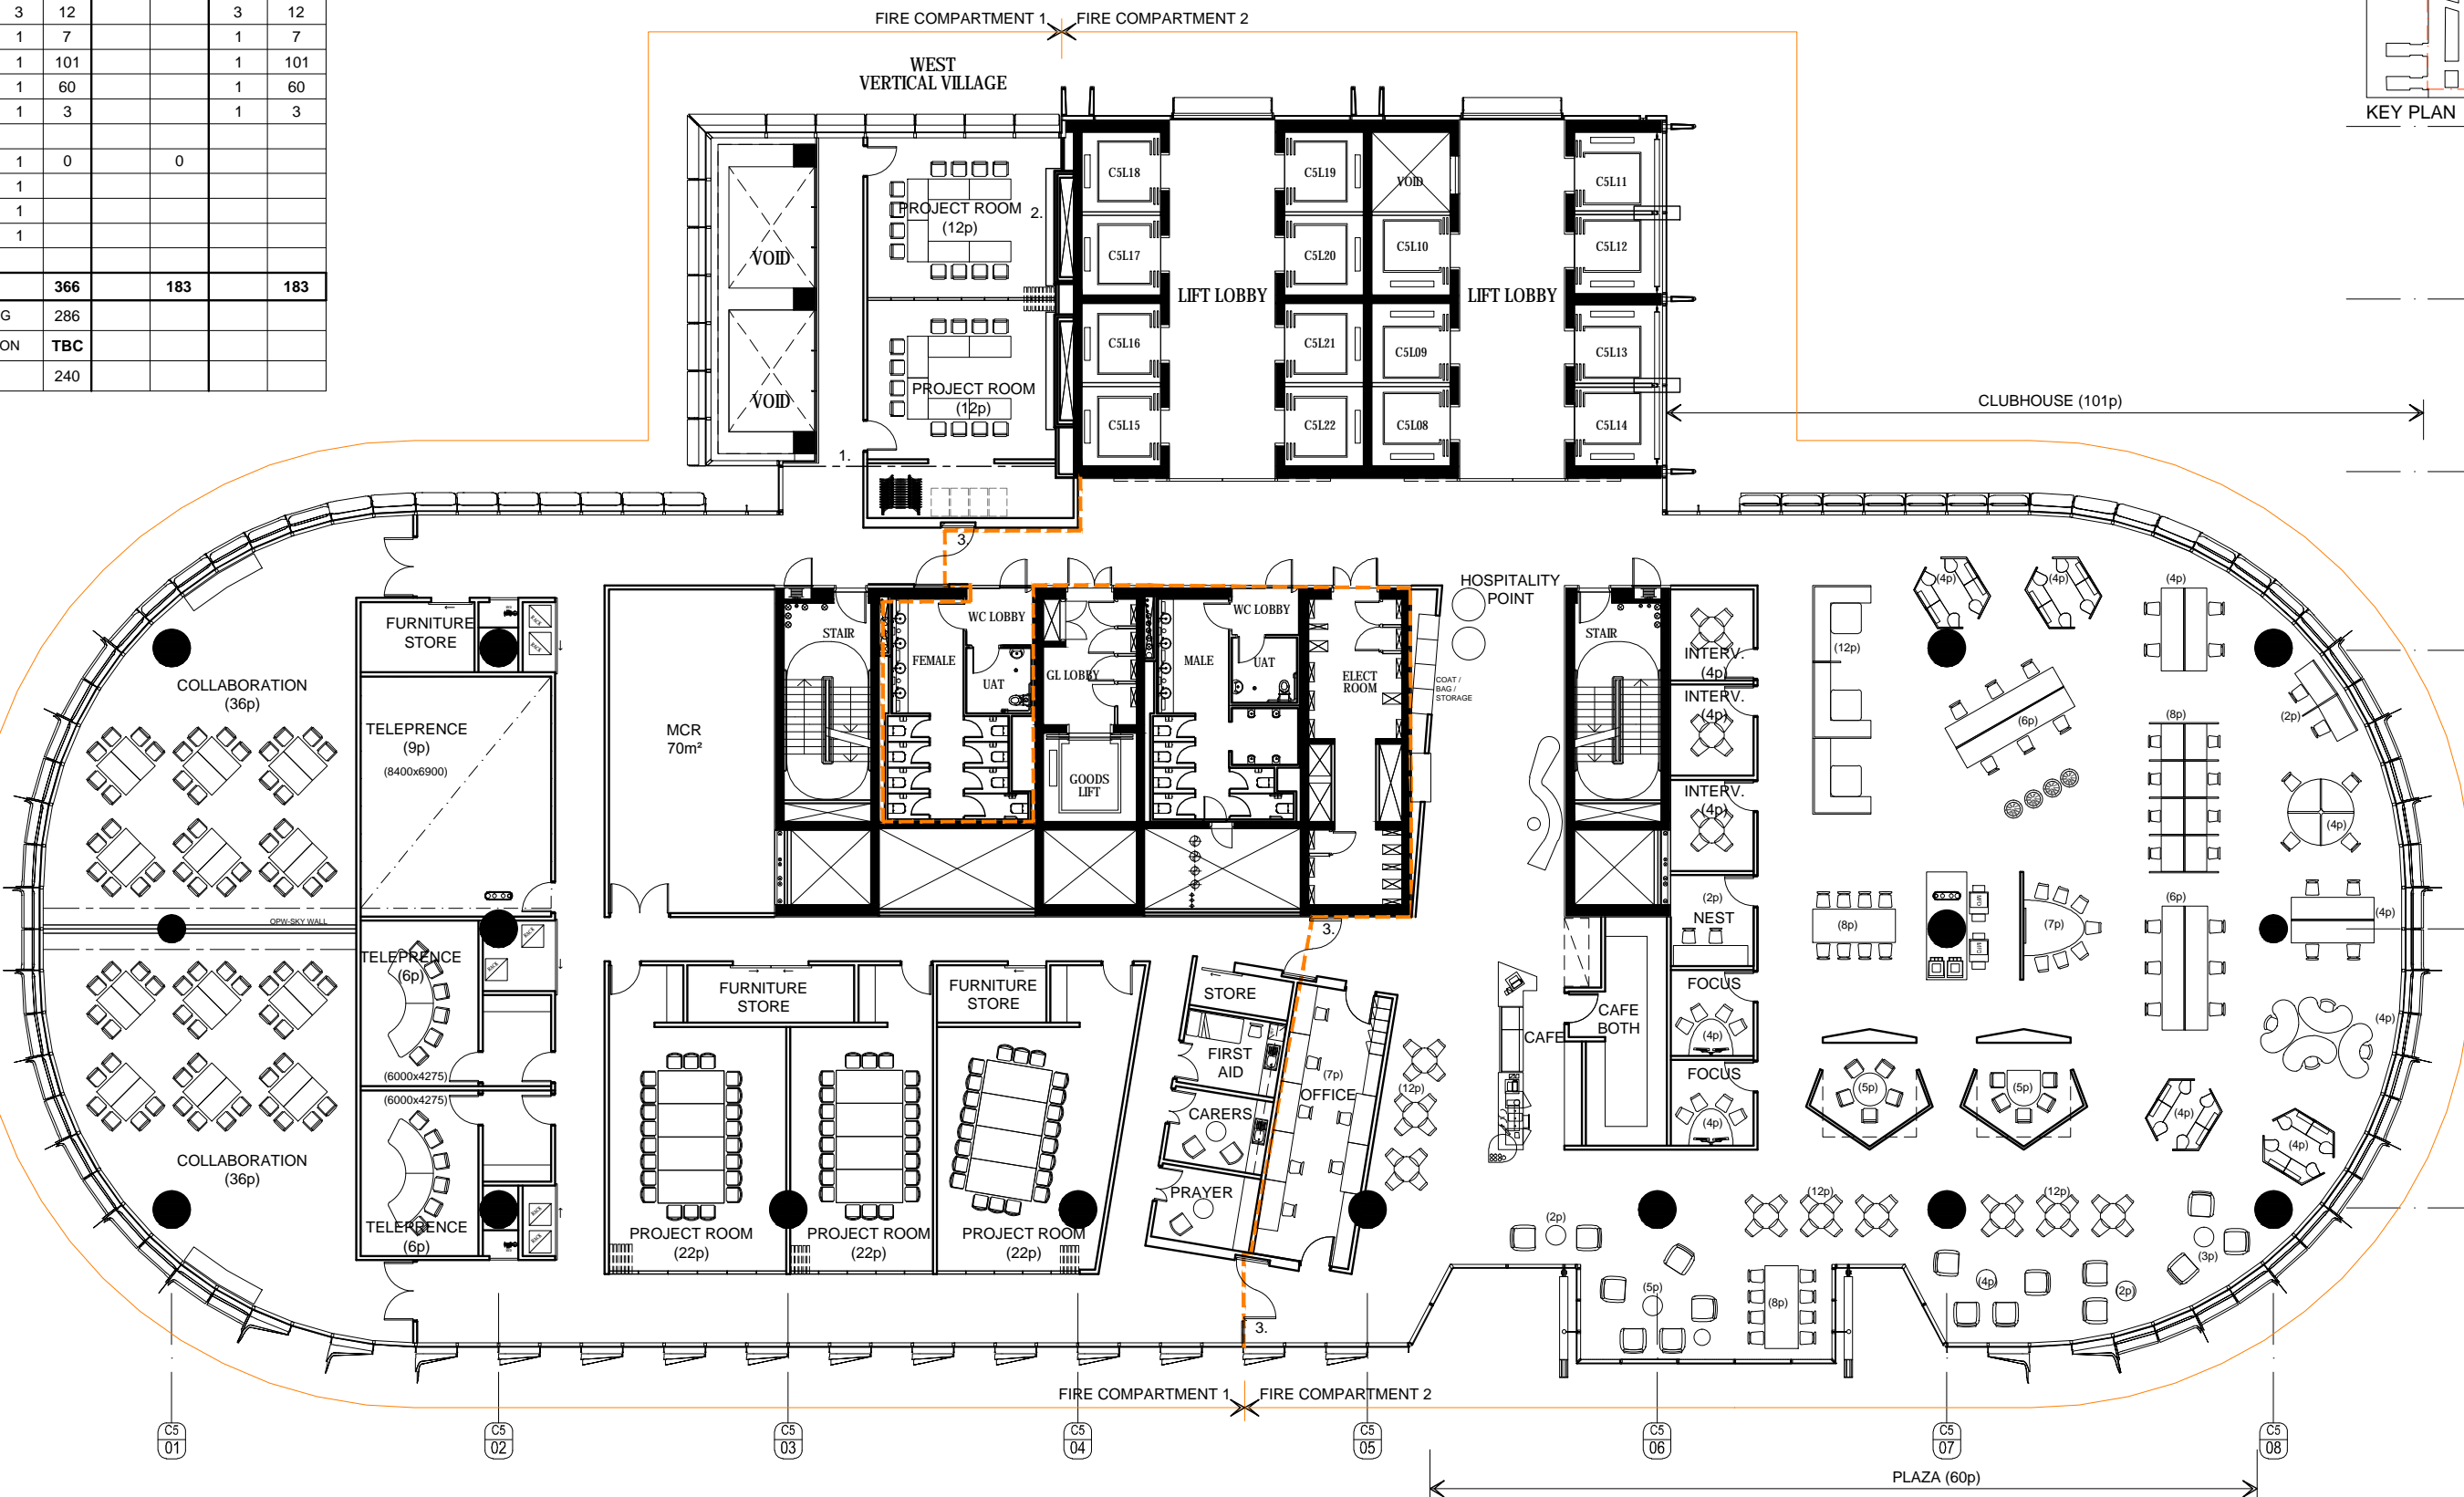 3 12 3 12
1 7 1 7
1 101 1 101
1 60 1 60
1 3 1 3
1 0 0
1
1
1
366 183 183
G 286
ON TBC
240
FIRE COMPARTMENT 1
FIRE COMPARTMENT 2
WEST
VERTICAL VILLAGE
KEY PLAN
CLUBHOUSE (101p)
VOID
VOID
PROJECT ROOM
(12p)
2.
PROJECT ROOM
(12p)
1.
C5L18
C5L17
C5L16
C5L15
LIFT LOBBY
C5L19
C5L20
C5L21
C5L22
VOID
C5L10
C5L09
C5L08
LIFT LOBBY
C5L11
C5L12
C5L13
C5L14
3.
FURNITURE
STORE
COLLABORATION
(36p)
TELEPRENCE
(9p)
(8400x6900)
RACK
RACK
MCR
70m²
STAIR
FEMALE
WC LOBBY
UAT
GL LOBBY
GOODS
LIFT
MALE
WC LOBBY
UAT
ELECT
ROOM
HOSPITALITY
POINT
COAT /
BAG /
STORAGE
STAIR
INTERV.
(4p)
INTERV.
(4p)
INTERV.
(4p)
(2p)
NEST
FOCUS
(4p)
FOCUS
(4p)
(12p)
(4p)
(4p)
(4p)
(6p)
(2p)
(8p)
(4p)
(8p)
MFD
MFD
(7p)
(6p)
(4p)
(4p)
(5p)
(5p)
(4p)
(4p)
OPW-SKY WALL
TELEPRENCE
(6p)
(6000x4275)
RACK
RACK
(6000x4275)
TELEPRENCE
(6p)
RACK
RACK
COLLABORATION
(36p)
FURNITURE
STORE
FURNITURE
STORE
PROJECT ROOM
(22p)
PROJECT ROOM
(22p)
PROJECT ROOM
(22p)
3.
STORE
FIRST
AID
CARERS
PRAYER
(7p)
OFFICE
(12p)
CAFE
CAFE
BOTH
(2p)
(5p)
(8p)
(12p)
(12p)
(4p)
(2p)
(3p)
3.
FIRE COMPARTMENT 1
FIRE COMPARTMENT 2
C5
01
C5
02
C5
03
C5
04
C5
05
C5
06
C5
07
C5
08
PLAZA (60p)